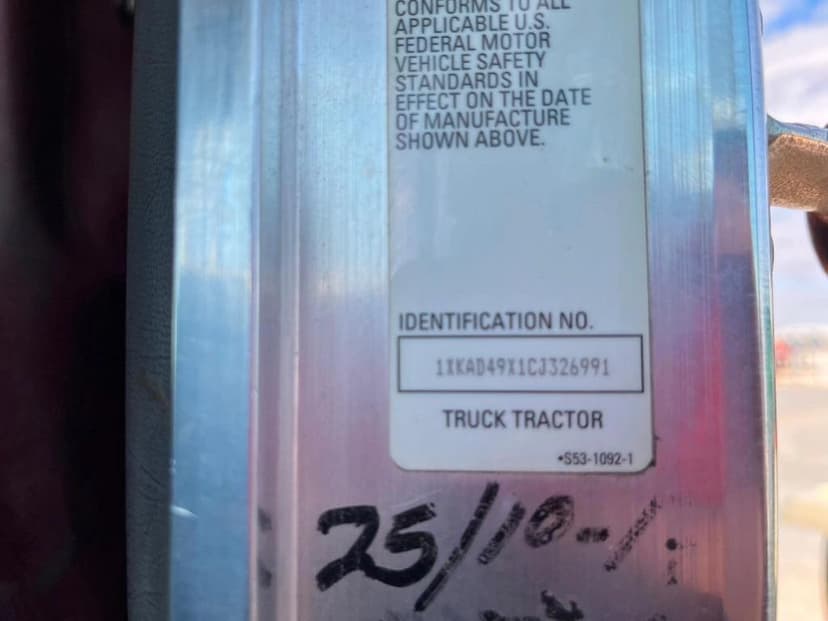 CONFORMS TO ALL
APPLICABLE U.S.
FEDERAL MOTOR
VEHICLE SAFETY
STANDARDS IN
EFFECT ON THE DATE
OF MANUFACTURE
SHOWN ABOVE.
IDENTIFICATION NO.
1XKAD49X1CJ326991
TRUCK TRACTOR
•S53-1092-1
25/10-